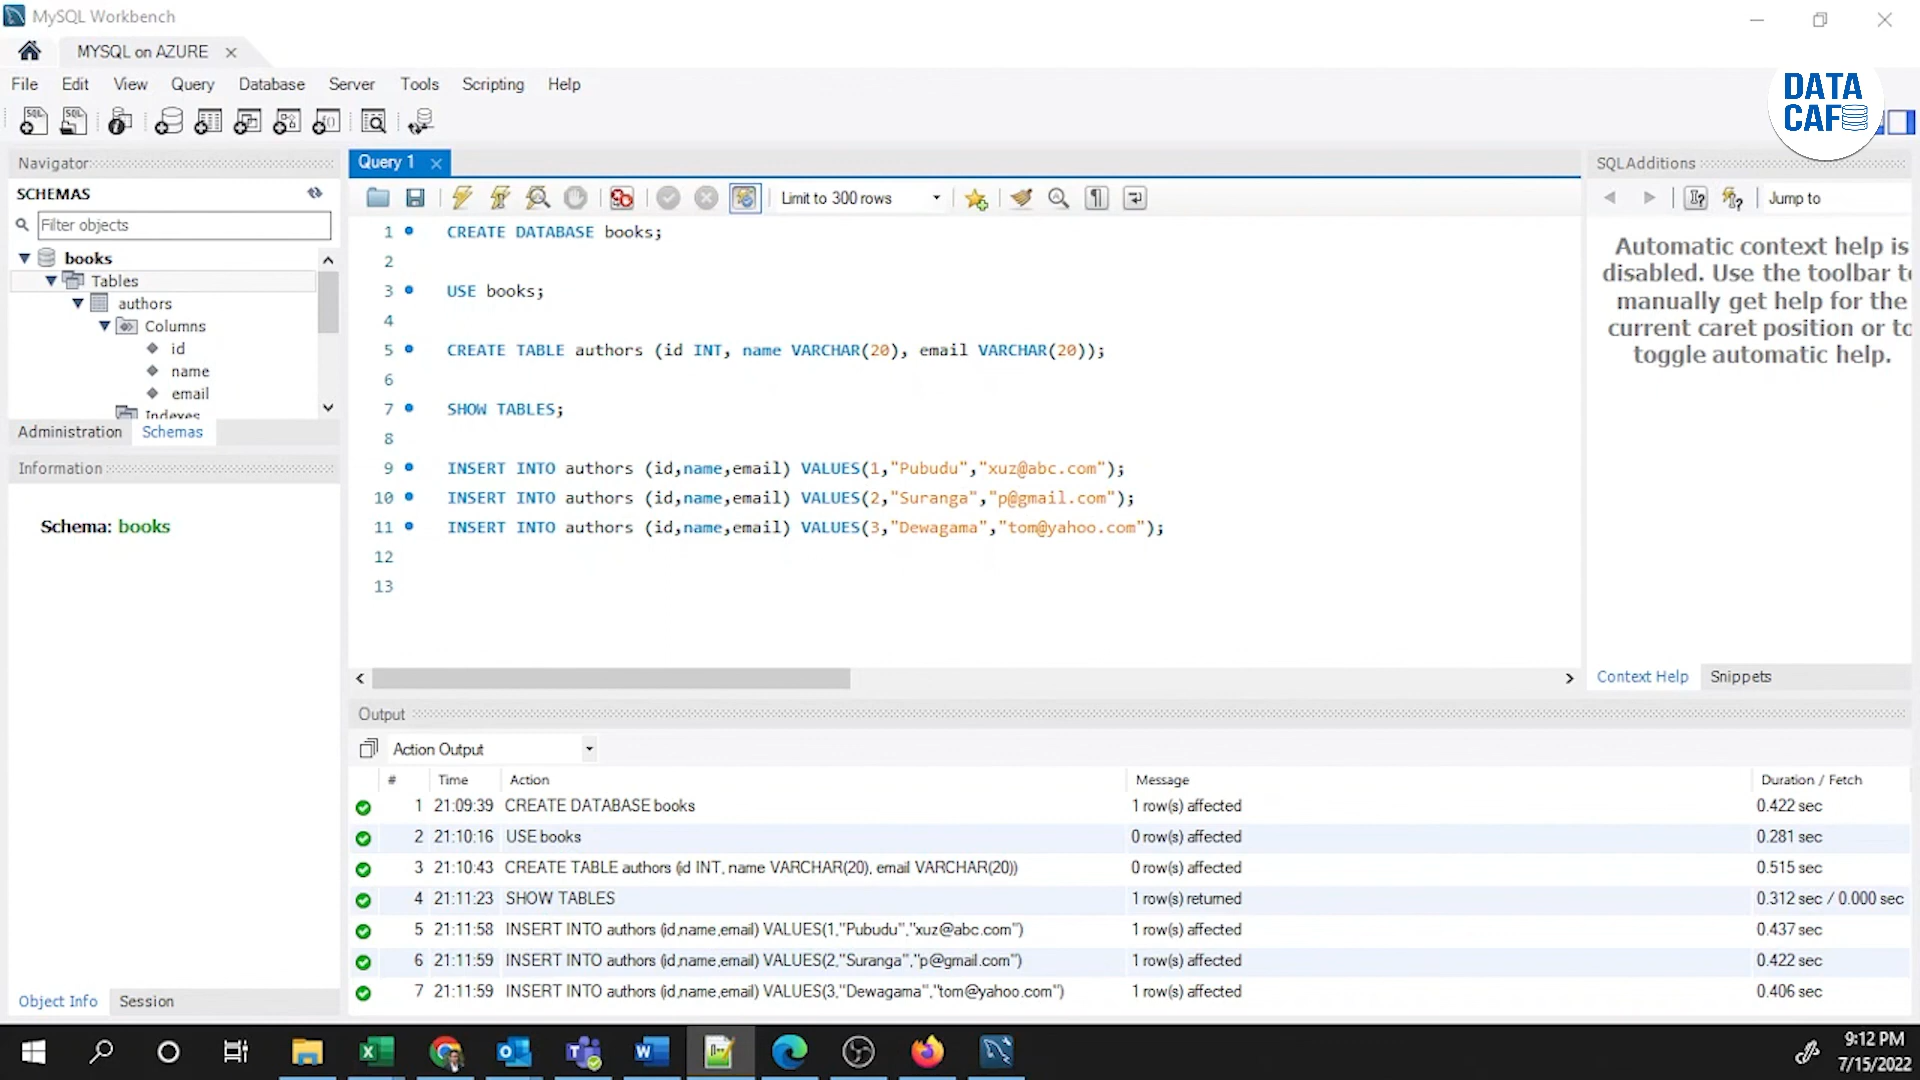 MySQL Workbench
MYSQL on AZURE
File Edit View Query Database Server Tools Scripting Help
DATA
CAF
Navigator
SCHEMAS
Filter objects
books
Tables
authors
Columns
id
name
email
Indexes
Administration Schemas
Information
Schema: books
Object Info Session
Query 1
Limit to 300 rows
1 CREATE DATABASE books;
2
3 USE books;
4
5 CREATE TABLE authors (id INT, name VARCHAR(20), email VARCHAR(20));
6
7 SHOW TABLES;
8
9 INSERT INTO authors (id,name,email) VALUES(1,"Pubudu","xuz@abc.com");
10 INSERT INTO authors (id,name,email) VALUES(2,"Suranga","p@gmail.com");
11 INSERT INTO authors (id,name,email) VALUES(3,"Dewagama","tom@yahoo.com");
12
13
SQLAdditions
Jump to
Automatic context help is
disabled. Use the toolbar to
manually get help for the
current caret position or to
toggle automatic help.
Context Help Snippets
Output
Action Output
# Time Action Message Duration / Fetch
1 21:09:39 CREATE DATABASE books 1 row(s) affected 0.422 sec
2 21:10:16 USE books 0 row(s) affected 0.281 sec
3 21:10:43 CREATE TABLE authors (id INT, name VARCHAR(20), email VARCHAR(20)) 0 row(s) affected 0.515 sec
4 21:11:23 SHOW TABLES 1 row(s) returned 0.312 sec / 0.000 sec
5 21:11:58 INSERT INTO authors (id,name,email) VALUES(1,"Pubudu","xuz@abc.com") 1 row(s) affected 0.437 sec
6 21:11:59 INSERT INTO authors (id,name,email) VALUES(2,"Suranga","p@gmail.com") 1 row(s) affected 0.422 sec
7 21:11:59 INSERT INTO authors (id,name,email) VALUES(3,"Dewagama","tom@yahoo.com") 1 row(s) affected 0.406 sec
9:12 PM
7/15/2022